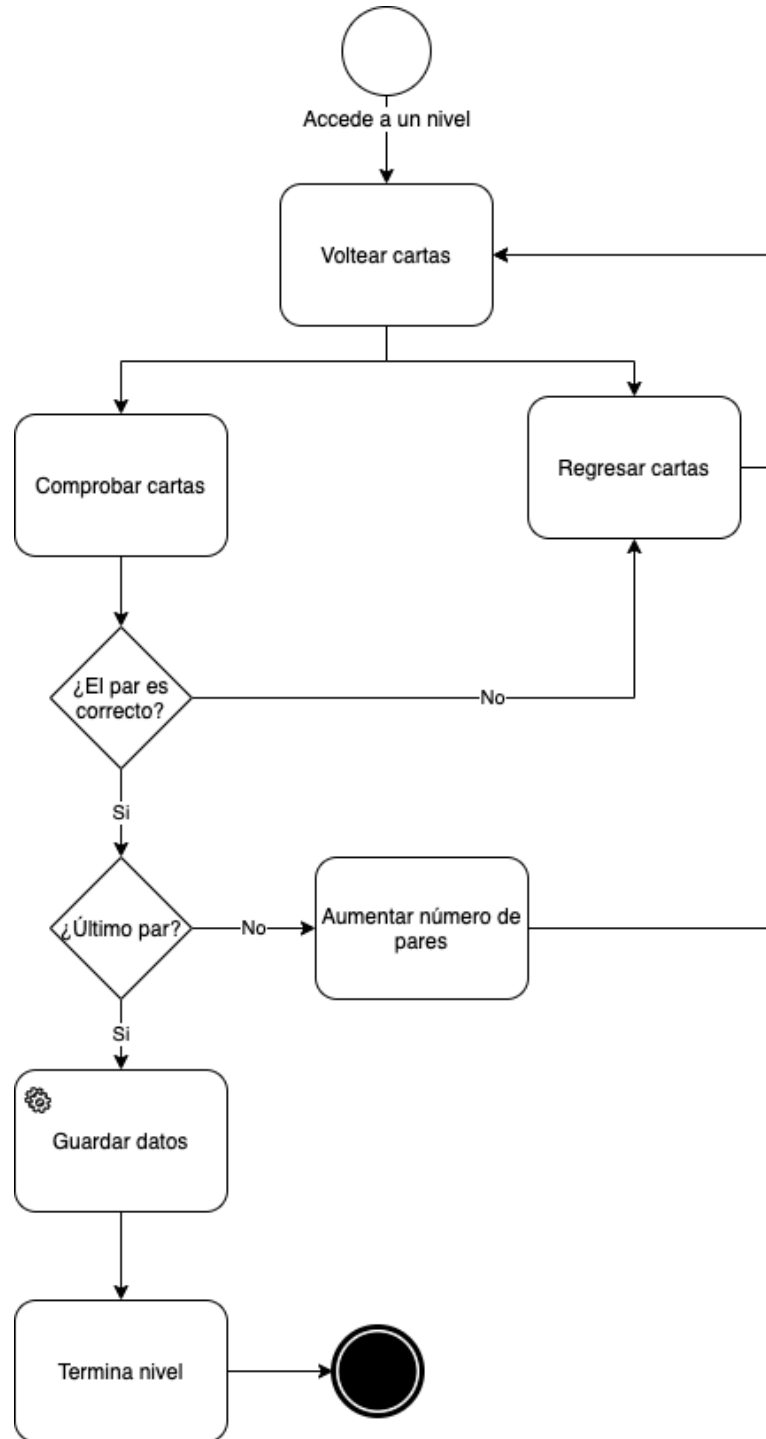 Accede a un nivel
Voltear cartas
Comprobar cartas
Regresar cartas
¿El par es
correcto?
No
Si
¿Último par?
No
Aumentar número de
pares
Si
Guardar datos
Termina nivel